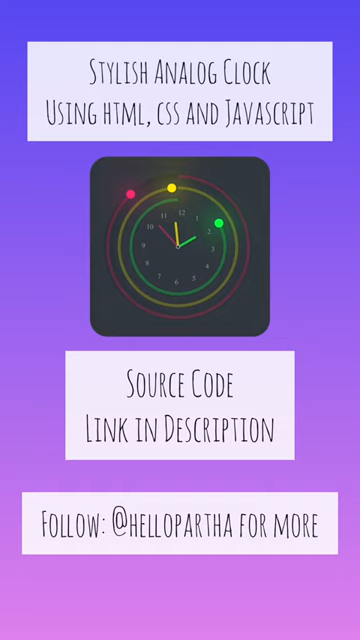 Stylish Analog Clock
Using html, css and Javascript
11 12 1
10 2
9 3
8 4
7 6 5
Source Code
Link in Description
Follow: @hellopartha for more